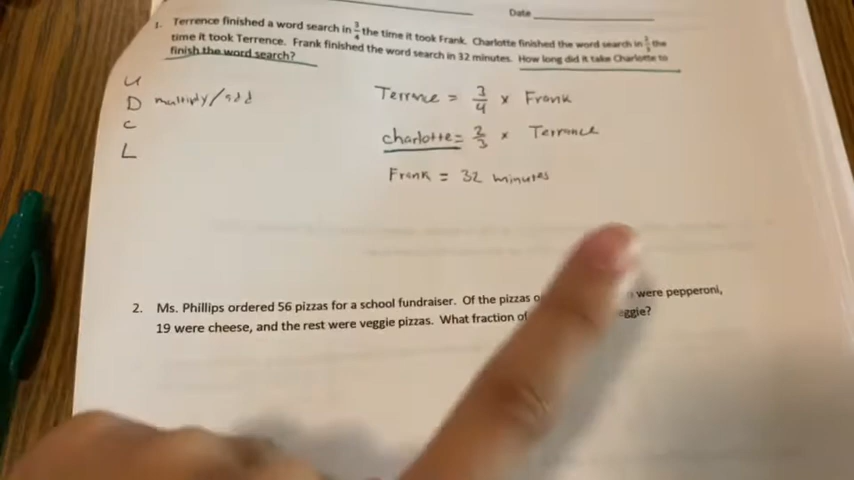 Date
1. Terrence finished a word search in 3/4 the time it took Frank. Charlotte finished the word search in 2/3 the
time it took Terrence. Frank finished the word search in 32 minutes. How long did it take Charlotte to
finish the word search?
U
D multiply/add
C
L
Terrence = 3/4 x Frank
charlotte = 2/3 x Terrance
Frank = 32 minutes
2. Ms. Phillips ordered 56 pizzas for a school fundraiser. Of the pizzas were pepperoni,
19 were cheese, and the rest were veggie pizzas. What fraction of